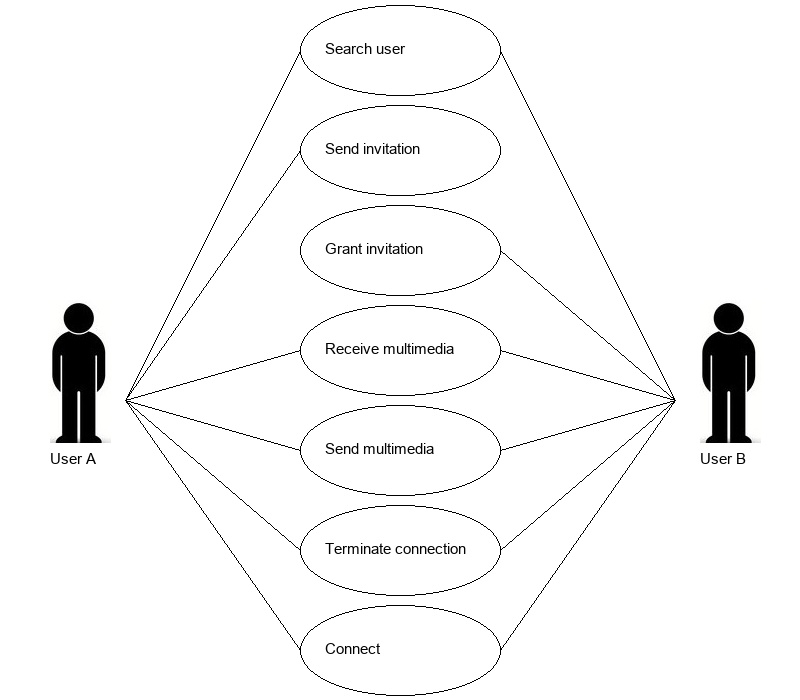 Search user
Send invitation
Grant invitation
Receive multimedia
Send multimedia
Terminate connection
Connect
User A
User B